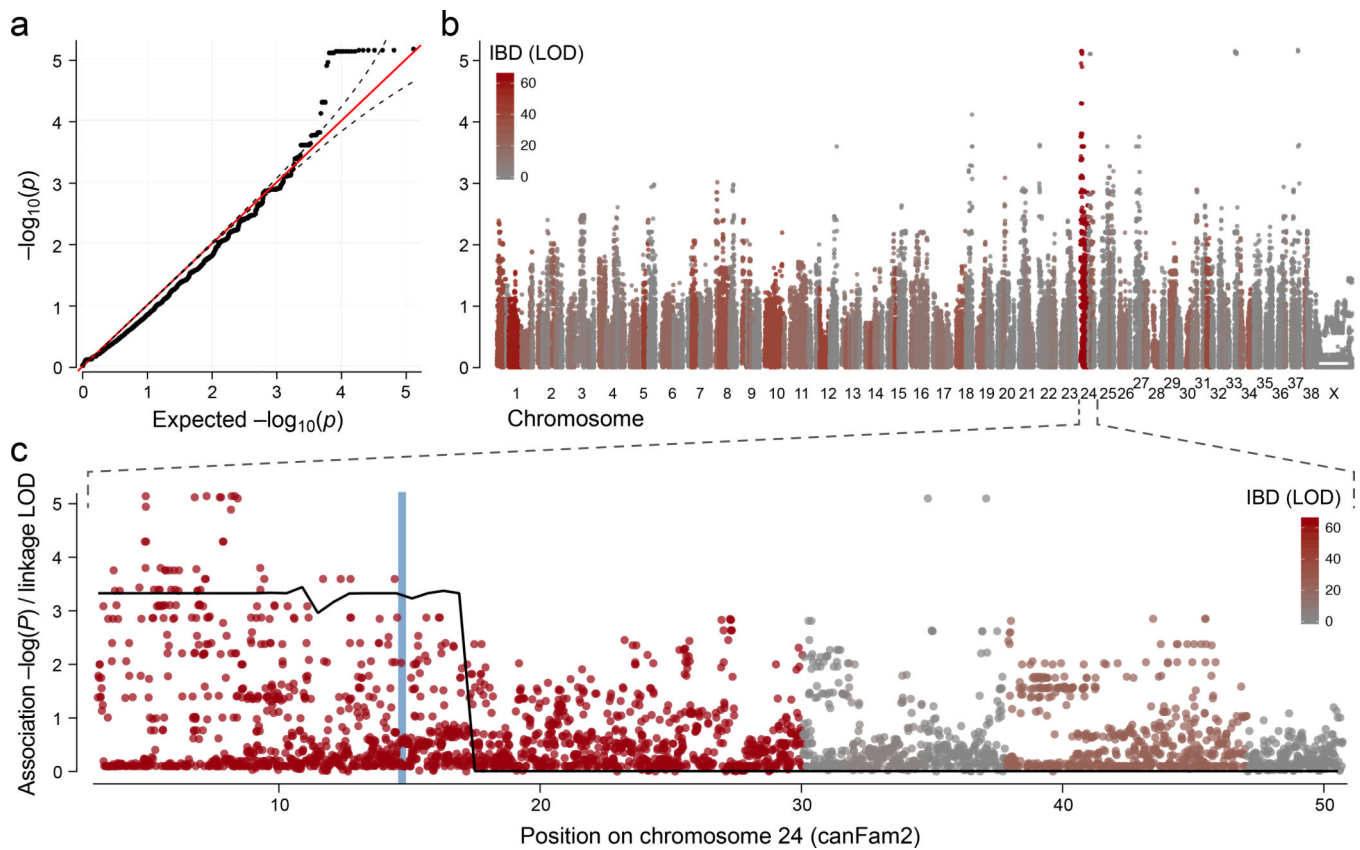 a
b
5
4
3
2
1
0
–log10(p)
0 1 2 3 4 5
Expected –log10(p)
IBD (LOD)
60
40
20
0
5
4
3
2
1
0
1 2 3 4 5 6 7 8 9 10 11 12 13 14 15 16 17 18 19 20 21 22 23 24 25 26 27 28 29 30 31 32 33 34 35 36 37 38 X
Chromosome
c
5
4
3
2
1
0
Association –log(P) / linkage LOD
IBD (LOD)
60
40
20
0
10 20 30 40 50
Position on chromosome 24 (canFam2)